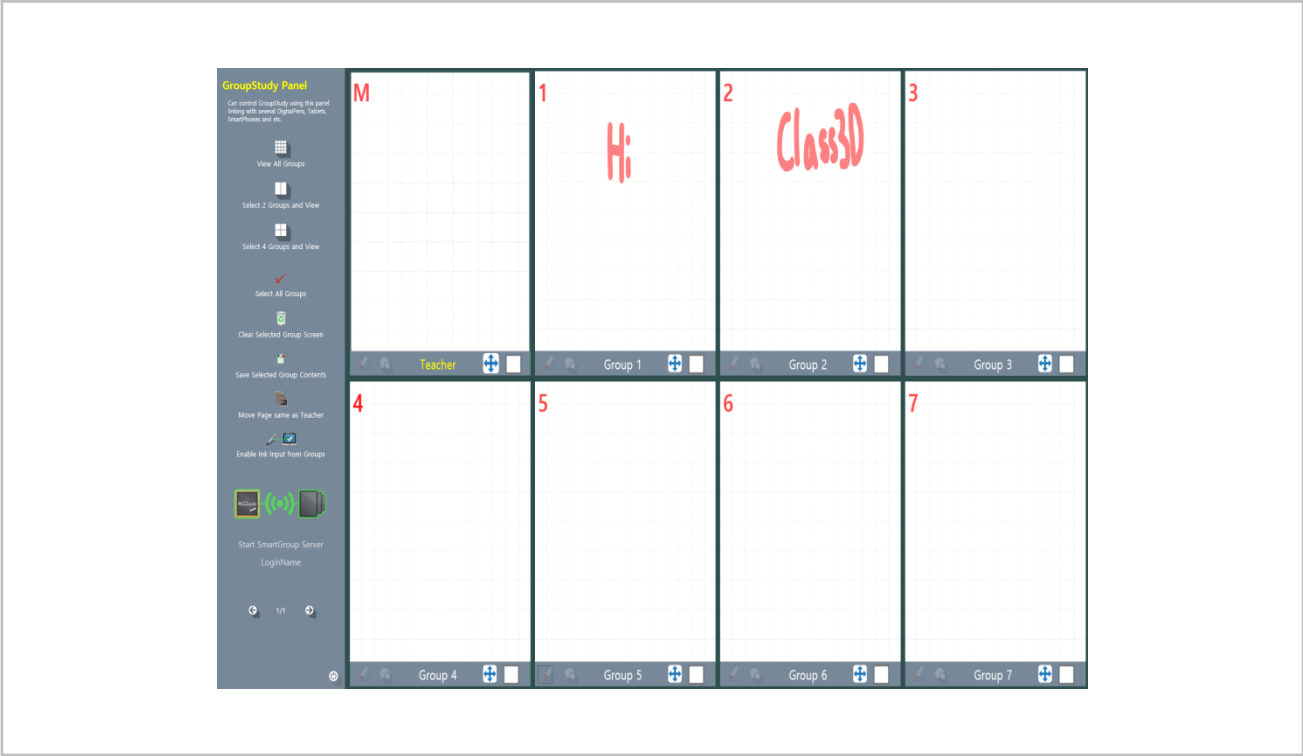 GroupStudy Panel
Can control GroupStudy using this panel
linking with several DigitalPens, Tablets,
SmartPhones and etc.
View All Groups
Select 2 Groups and View
Select 4 Groups and View
Select All Groups
Clear Selected Group Screen
Save Selected Group Contents
Move Page same as Teacher
Enable Ink Input from Groups
Start SmartGroup Server
LoginName
1/1
M
Teacher
1
Hi
Group 1
2
Class3D
Group 2
3
Group 3
4
Group 4
5
Group 5
6
Group 6
7
Group 7